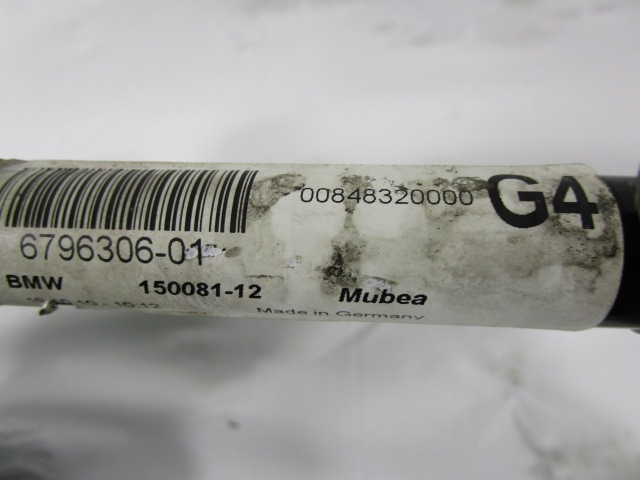 00848320000 G4
6796306-01
BMW 150081-12 Mubea
Made in Germany